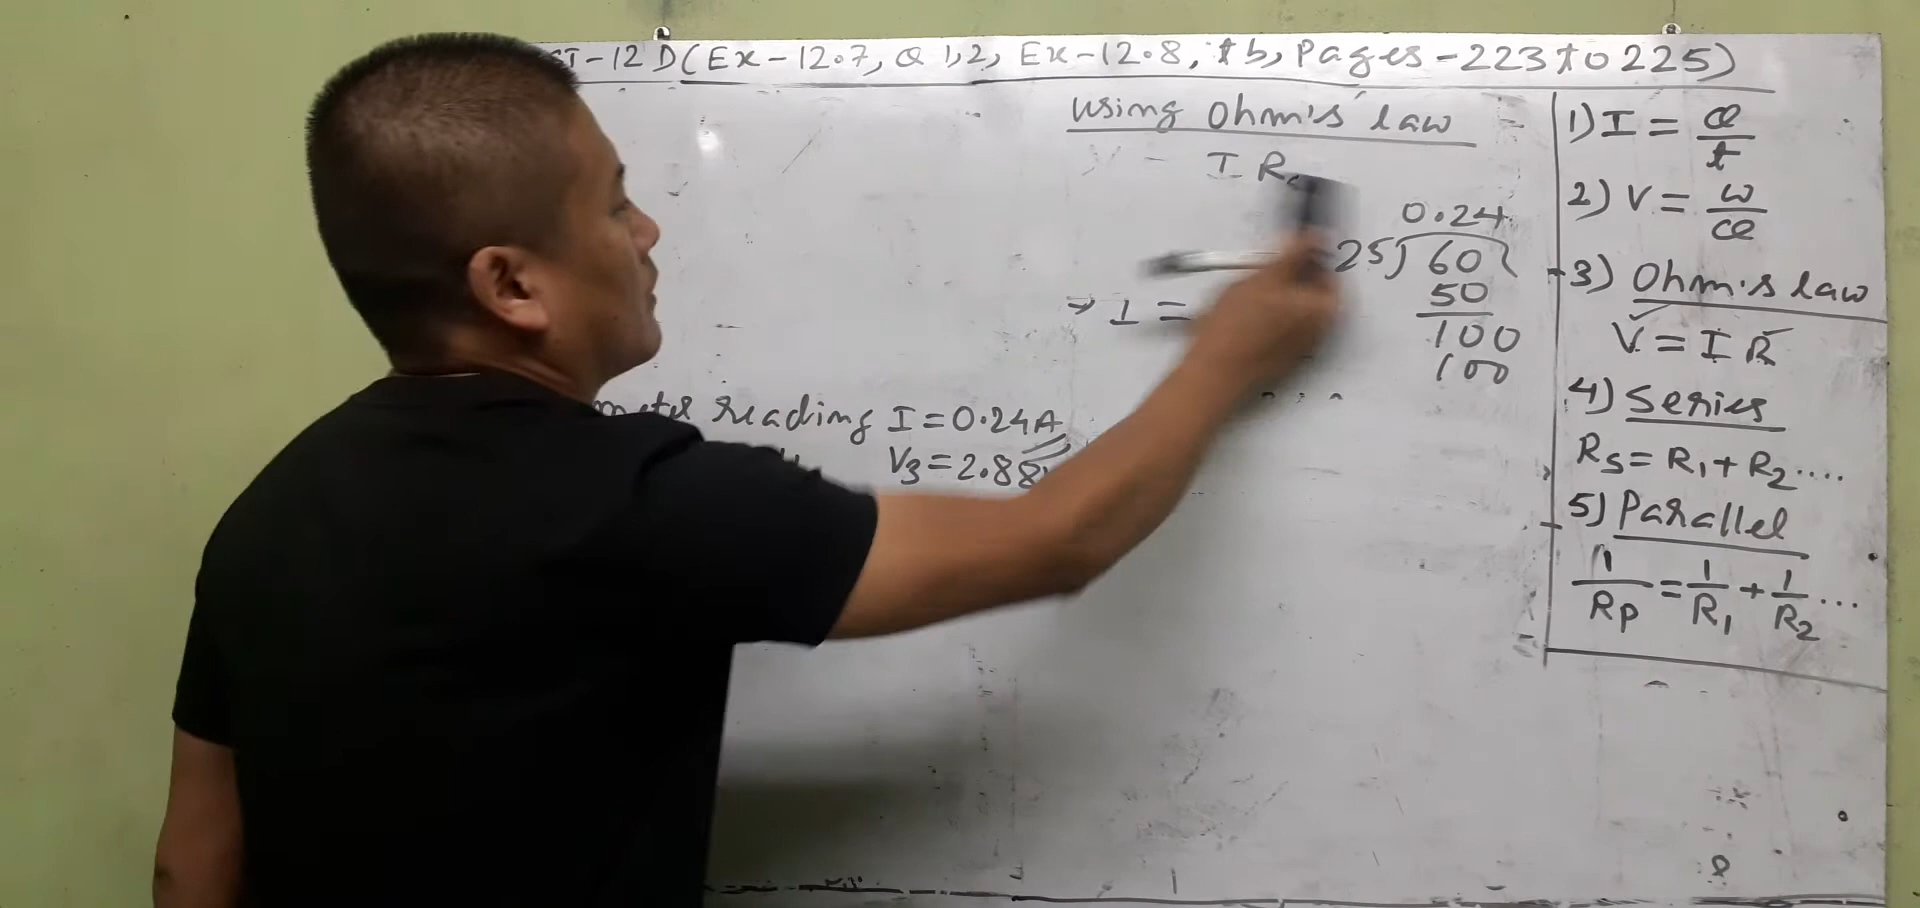 -12D (Ex-12.7, Q 1,2, Ex-12.8, tb, Pages-223 to 225)
using Ohm's law
I R
0.24
25) 60
50
100
100
→ I =
reading I = 0.24A
V3 = 2.88
1) I = Q/t
2) V = W/Q
3) Ohm's law
V = I R
4) Series
Rs = R1 + R2 ....
5) Parallel
1/Rp = 1/R1 + 1/R2 ...